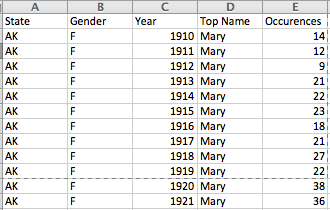 A B C D E
State Gender Year Top Name Occurences
AK F 1910 Mary 14
AK F 1911 Mary 12
AK F 1912 Mary 9
AK F 1913 Mary 21
AK F 1914 Mary 22
AK F 1915 Mary 23
AK F 1916 Mary 18
AK F 1917 Mary 21
AK F 1918 Mary 27
AK F 1919 Mary 22
AK F 1920 Mary 38
AK F 1921 Mary 36